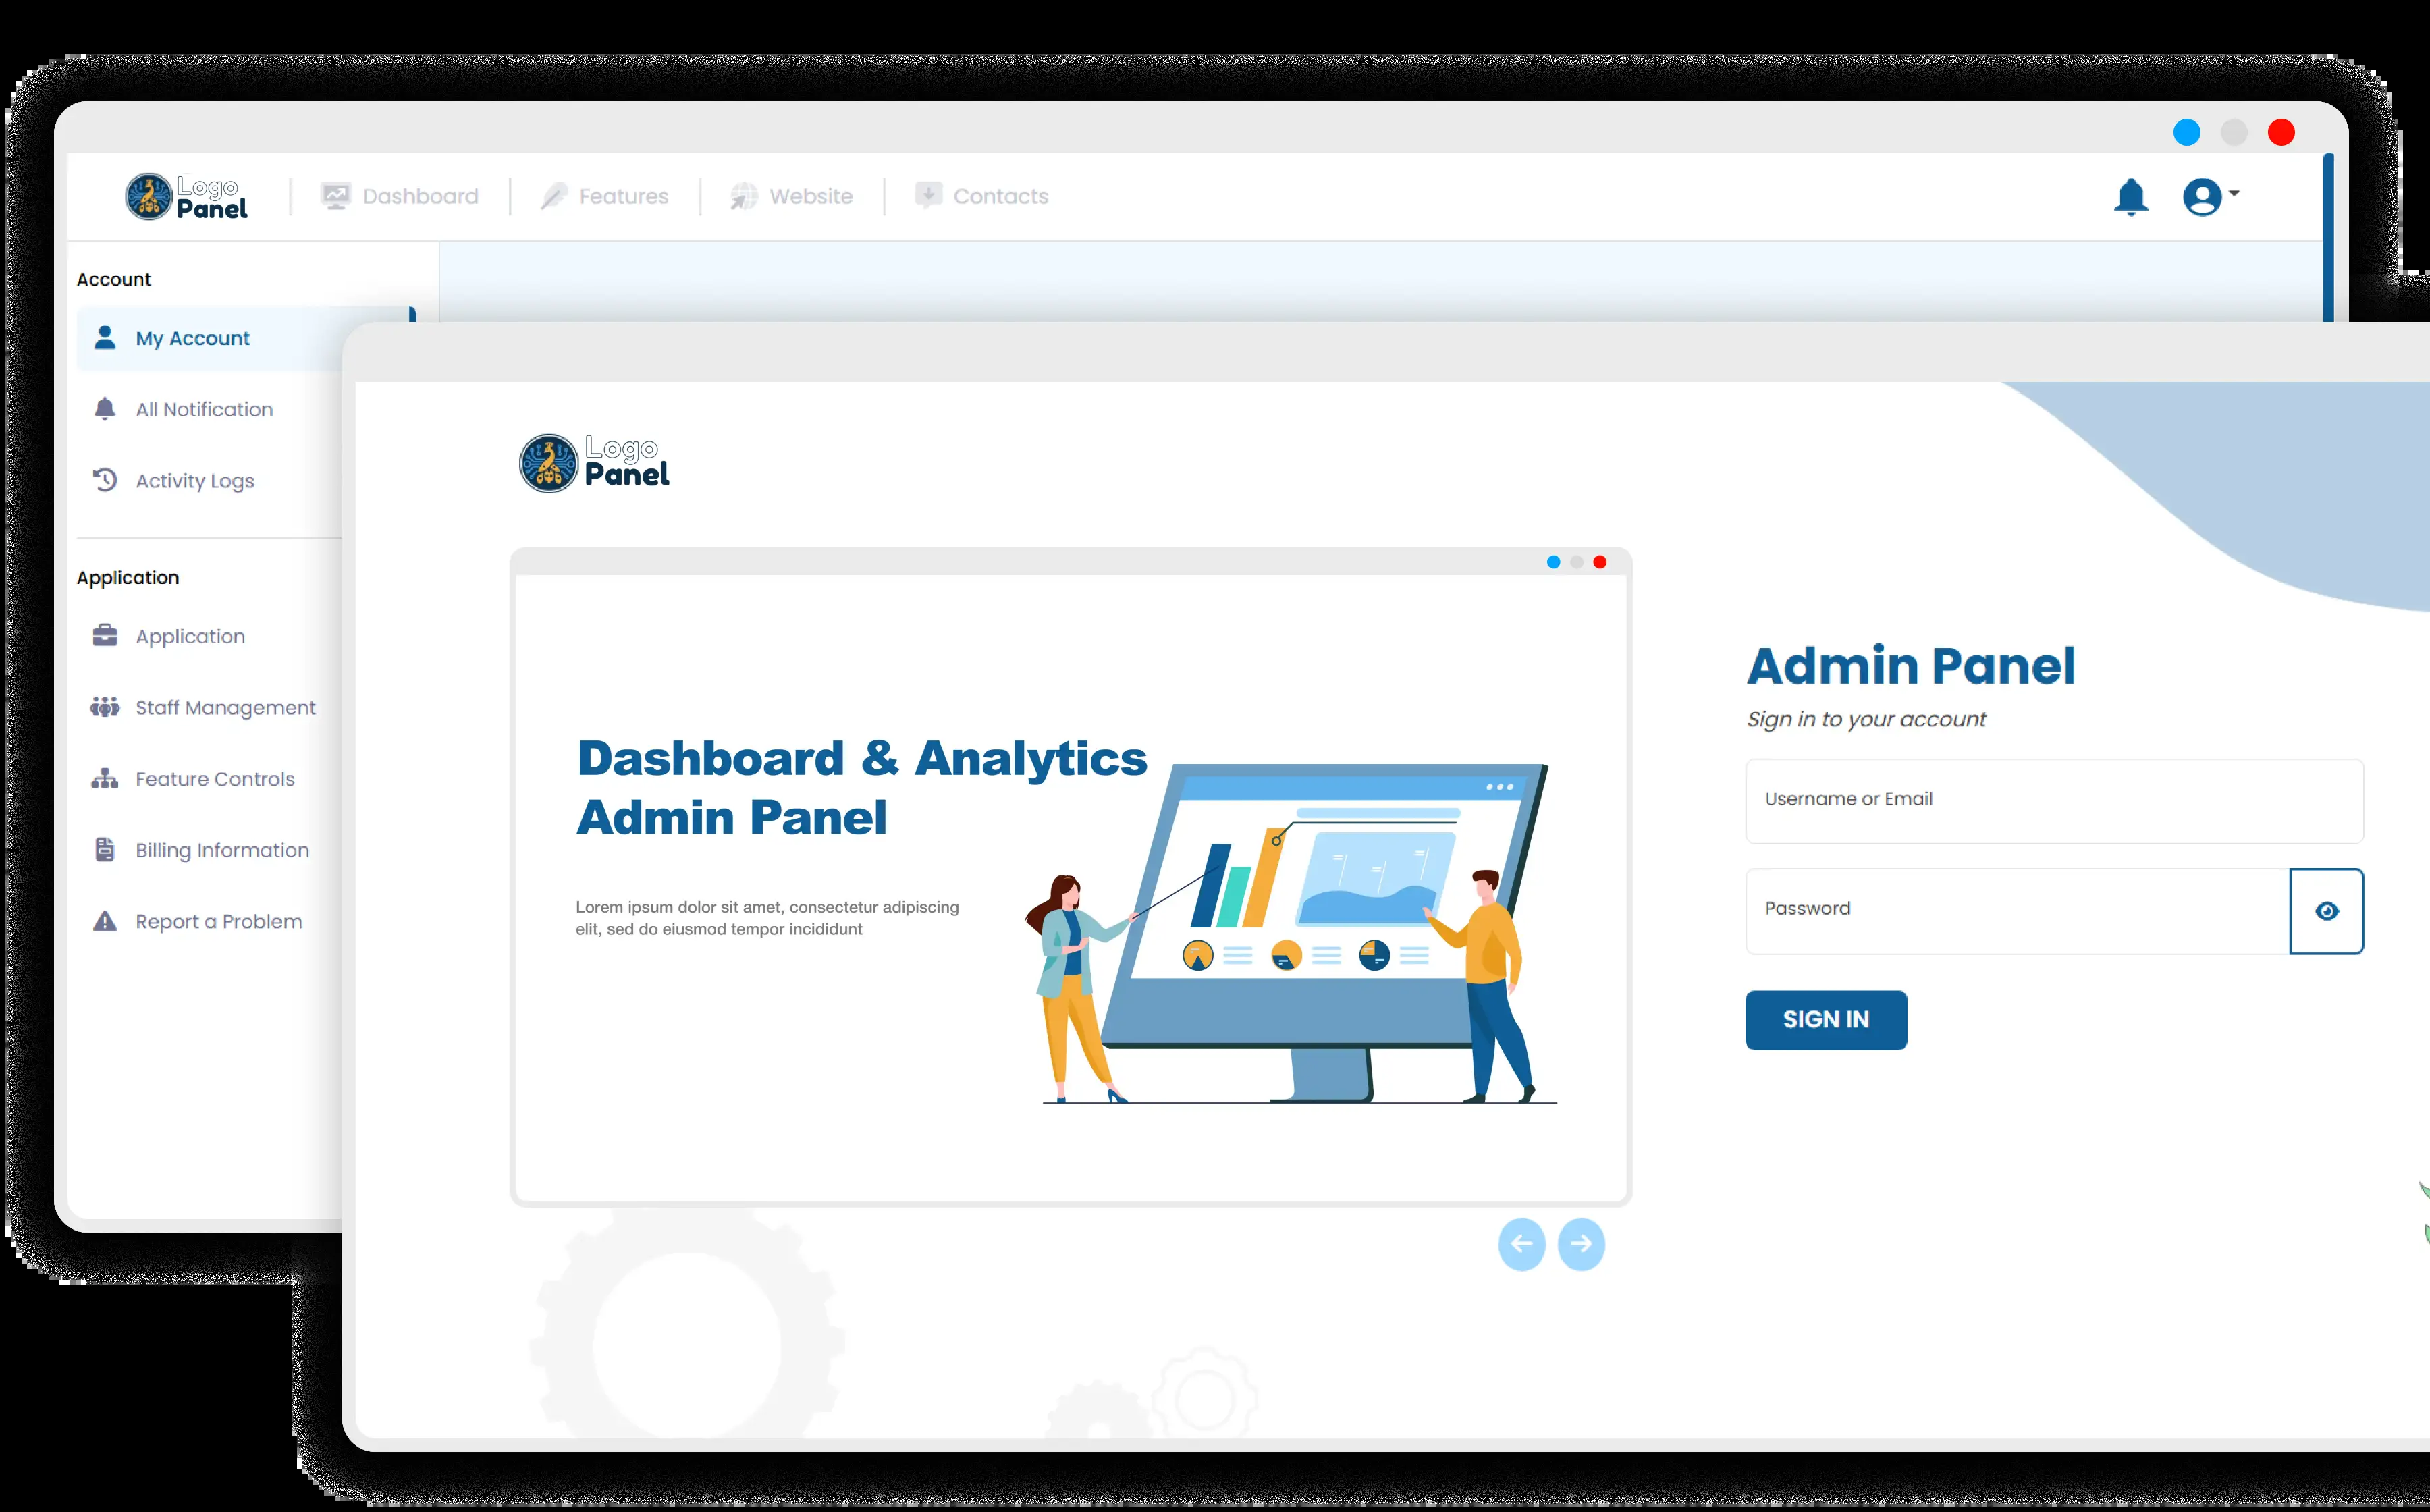 Logo
Panel
Dashboard
Features
Website
Contacts
Account
My Account
All Notification
Activity Logs
Application
Application
Staff Management
Feature Controls
Billing Information
Report a Problem
Logo
Panel
Dashboard & Analytics
Admin Panel
Lorem ipsum dolor sit amet, consectetur adipiscing
elit, sed do eiusmod tempor incididunt
Admin Panel
Sign in to your account
Username or Email
Password
SIGN IN